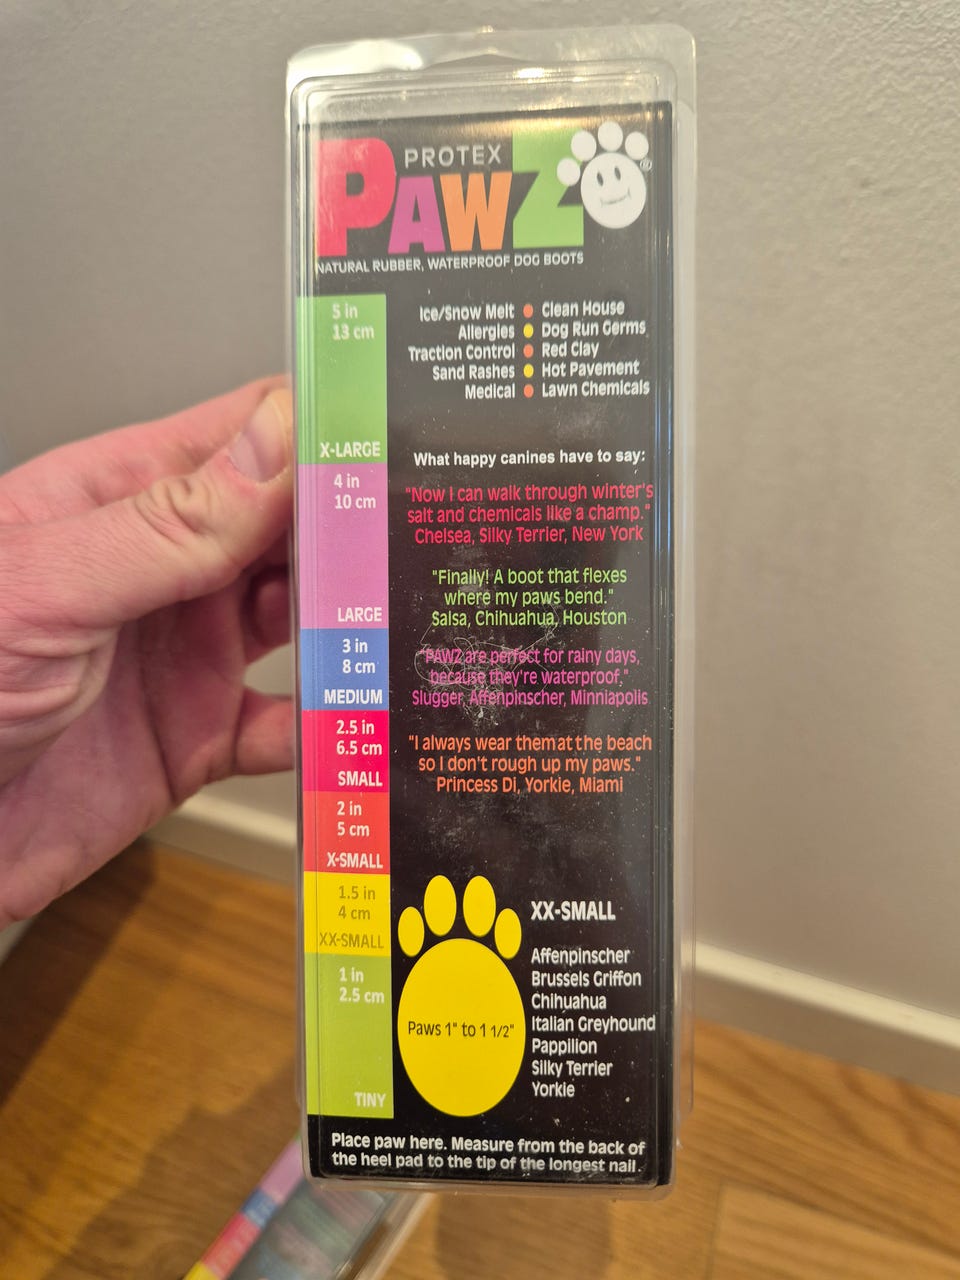 PROTEX
PAWZ®
NATURAL RUBBER, WATERPROOF DOG BOOTS
5 in
13 cm
X-LARGE
4 in
10 cm
LARGE
3 in
8 cm
MEDIUM
2.5 in
6.5 cm
SMALL
2 in
5 cm
X-SMALL
1.5 in
4 cm
XX-SMALL
1 in
2.5 cm
TINY
Ice/Snow Melt • Clean House
Allergies • Dog Run Germs
Traction Control • Red Clay
Sand Rashes • Hot Pavement
Medical • Lawn Chemicals
What happy canines have to say:
"Now I can walk through winter's
salt and chemicals like a champ."
Chelsea, Silky Terrier, New York
"Finally! A boot that flexes
where my paws bend."
Salsa, Chihuahua, Houston
"PAWZ are perfect for rainy days,
because they're waterproof."
Slugger, Affenpinscher, Minniapolis
"I always wear them at the beach
so I don't rough up my paws."
Princess Di, Yorkie, Miami
Paws 1" to 1 1/2"
XX-SMALL
Affenpinscher
Brussels Griffon
Chihuahua
Italian Greyhound
Pappilion
Silky Terrier
Yorkie
Place paw here. Measure from the back of
the heel pad to the tip of the longest nail.